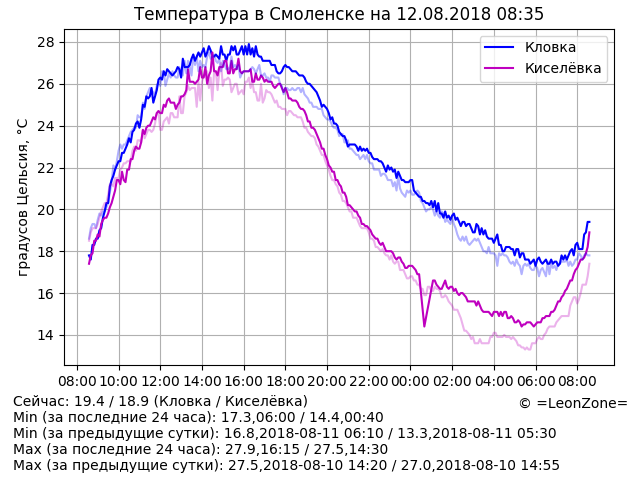 Температура в Смоленске на 12.08.2018 08:35
градусов Цельсия, °C
28
26
24
22
20
18
16
14
Кловка
Киселёвка
08:00 10:00 12:00 14:00 16:00 18:00 20:00 22:00 00:00 02:00 04:00 06:00 08:00
Сейчас: 19.4 / 18.9 (Кловка / Киселёвка)
© =LeonZone=
Min (за последние 24 часа): 17.3,06:00 / 14.4,00:40
Min (за предыдущие сутки): 16.8,2018-08-11 06:10 / 13.3,2018-08-11 05:30
Max (за последние 24 часа): 27.9,16:15 / 27.5,14:30
Max (за предыдущие сутки): 27.5,2018-08-10 14:20 / 27.0,2018-08-10 14:55